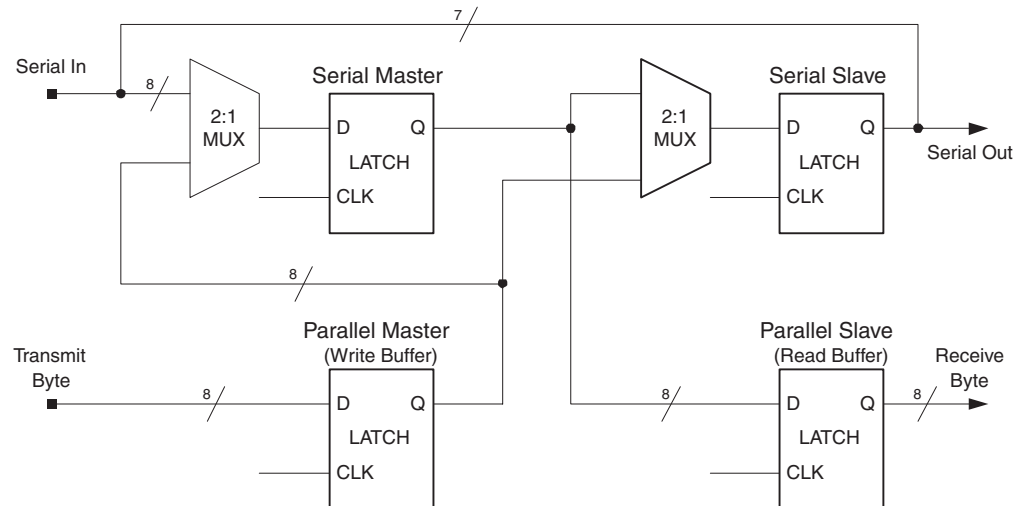 7
Serial In
8
2:1
MUX
Serial Master
D
Q
LATCH
CLK
2:1
MUX
Serial Slave
D
Q
LATCH
CLK
Serial Out
8
Transmit
Byte
8
Parallel Master
(Write Buffer)
D
Q
LATCH
CLK
8
Parallel Slave
(Read Buffer)
D
Q
LATCH
CLK
8
Receive
Byte